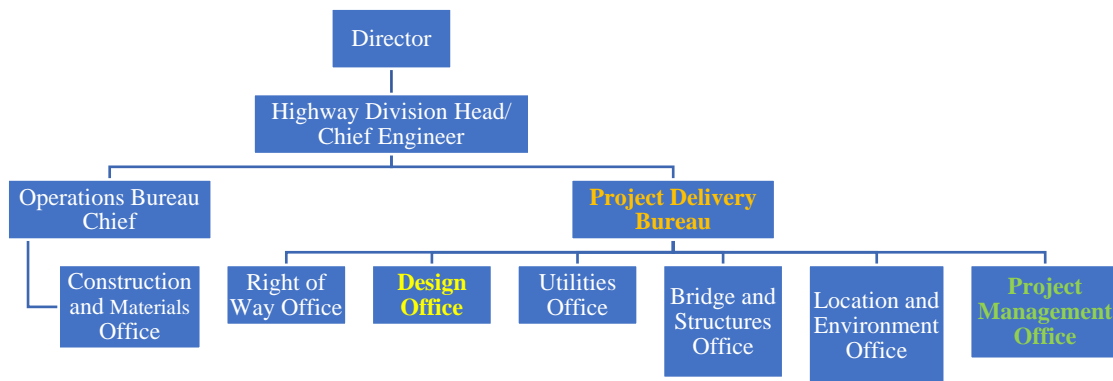 Director
Highway Division Head/
Chief Engineer
Operations Bureau
Chief
Project Delivery
Bureau
Construction
and Materials
Office
Right of
Way Office
Design
Office
Utilities
Office
Bridge and
Structures
Office
Location and
Environment
Office
Project
Management
Office